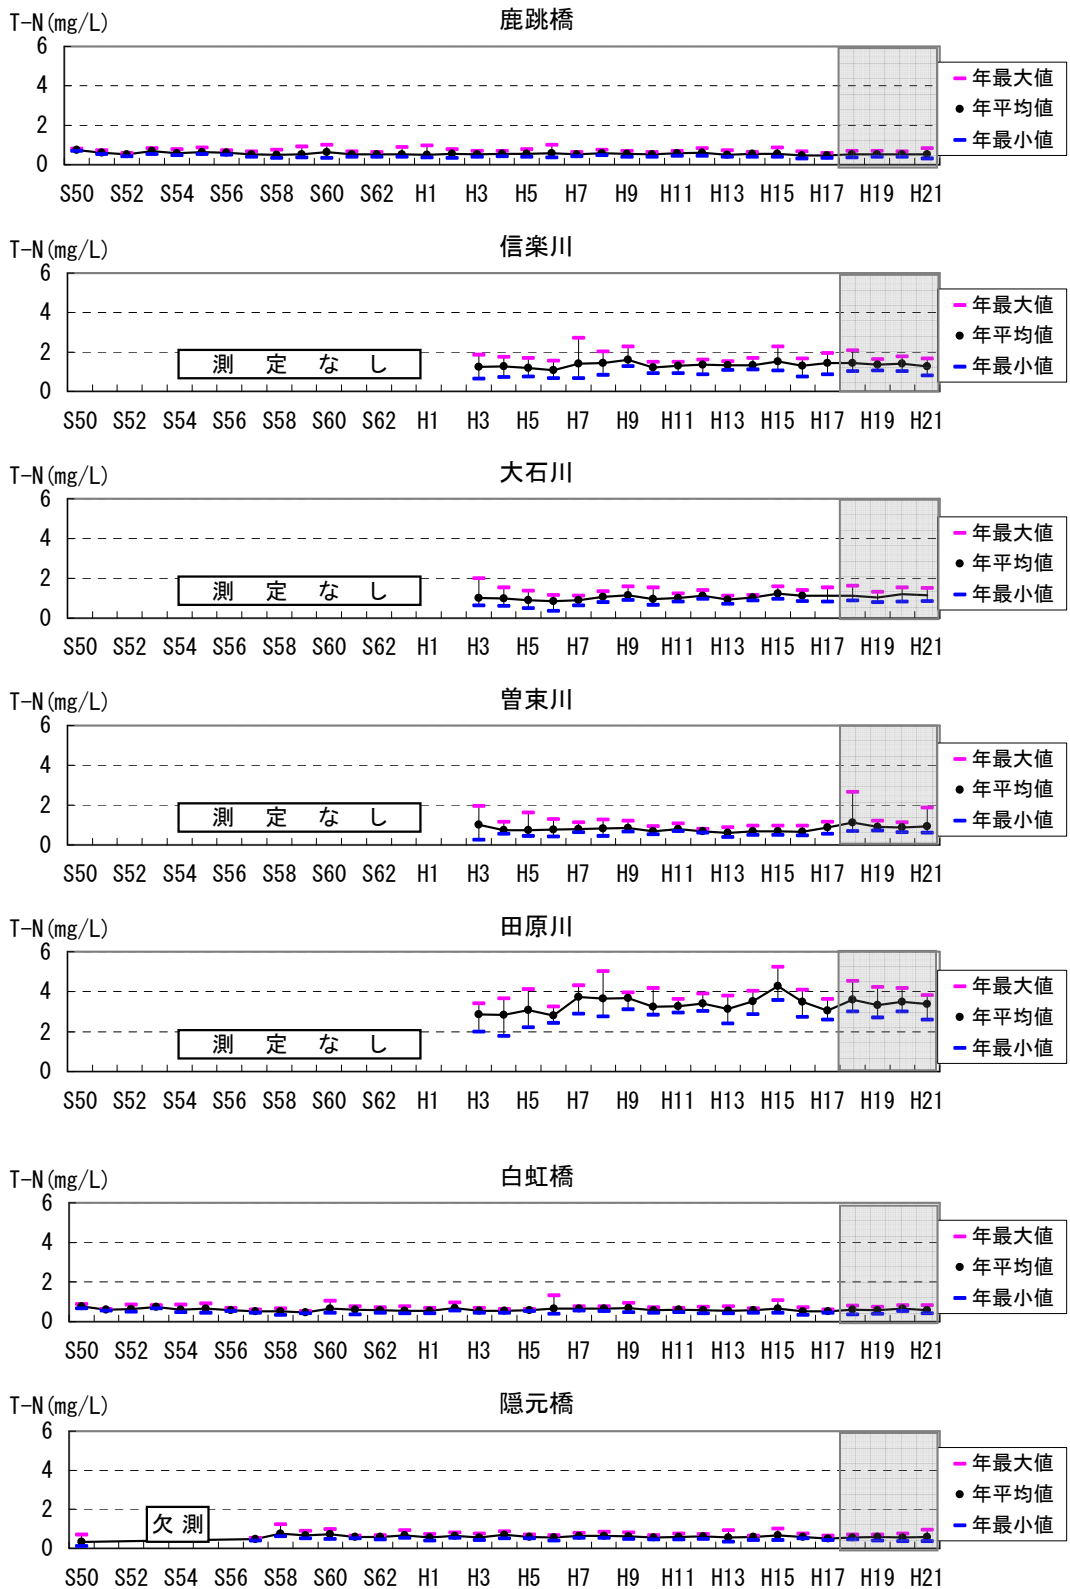 T-N(mg/L) 鹿跳橋
6
4
2
0
S50 S52 S54 S56 S58 S60 S62 H1 H3 H5 H7 H9 H11 H13 H15 H17 H19 H21
年最大値
年平均値
年最小値
T-N(mg/L) 信楽川
6
4
2
0
測定なし
S50 S52 S54 S56 S58 S60 S62 H1 H3 H5 H7 H9 H11 H13 H15 H17 H19 H21
年最大値
年平均値
年最小値
T-N(mg/L) 大石川
6
4
2
0
測定なし
S50 S52 S54 S56 S58 S60 S62 H1 H3 H5 H7 H9 H11 H13 H15 H17 H19 H21
年最大値
年平均値
年最小値
T-N(mg/L) 曽束川
6
4
2
0
測定なし
S50 S52 S54 S56 S58 S60 S62 H1 H3 H5 H7 H9 H11 H13 H15 H17 H19 H21
年最大値
年平均値
年最小値
T-N(mg/L) 田原川
6
4
2
0
測定なし
S50 S52 S54 S56 S58 S60 S62 H1 H3 H5 H7 H9 H11 H13 H15 H17 H19 H21
年最大値
年平均値
年最小値
T-N(mg/L) 白虹橋
6
4
2
0
S50 S52 S54 S56 S58 S60 S62 H1 H3 H5 H7 H9 H11 H13 H15 H17 H19 H21
年最大値
年平均値
年最小値
T-N(mg/L) 隠元橋
6
4
2
0
欠測
S50 S52 S54 S56 S58 S60 S62 H1 H3 H5 H7 H9 H11 H13 H15 H17 H19 H21
年最大値
年平均値
年最小値